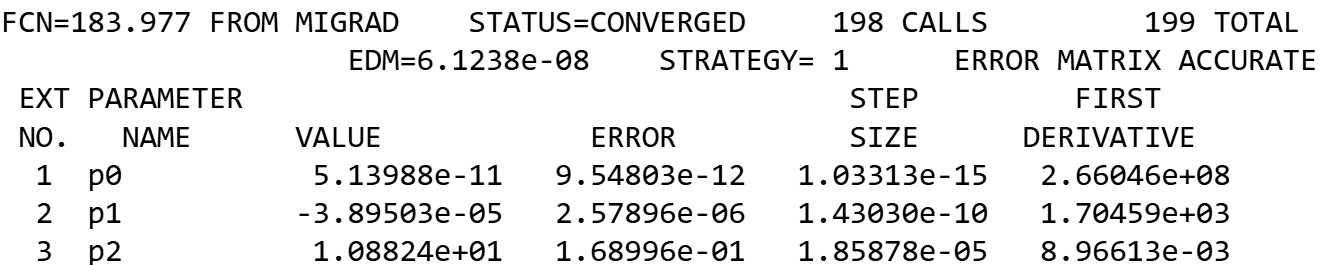 FCN=183.977 FROM MIGRAD    STATUS=CONVERGED     198 CALLS         199 TOTAL
                     EDM=6.1238e-08    STRATEGY= 1      ERROR MATRIX ACCURATE
 EXT PARAMETER                                   STEP         FIRST
 NO.   NAME      VALUE            ERROR          SIZE      DERIVATIVE
  1  p0           5.13988e-11   9.54803e-12   1.03313e-15   2.66046e+08
  2  p1          -3.89503e-05   2.57896e-06   1.43030e-10   1.70459e+03
  3  p2           1.08824e+01   1.68996e-01   1.85878e-05   8.96613e-03